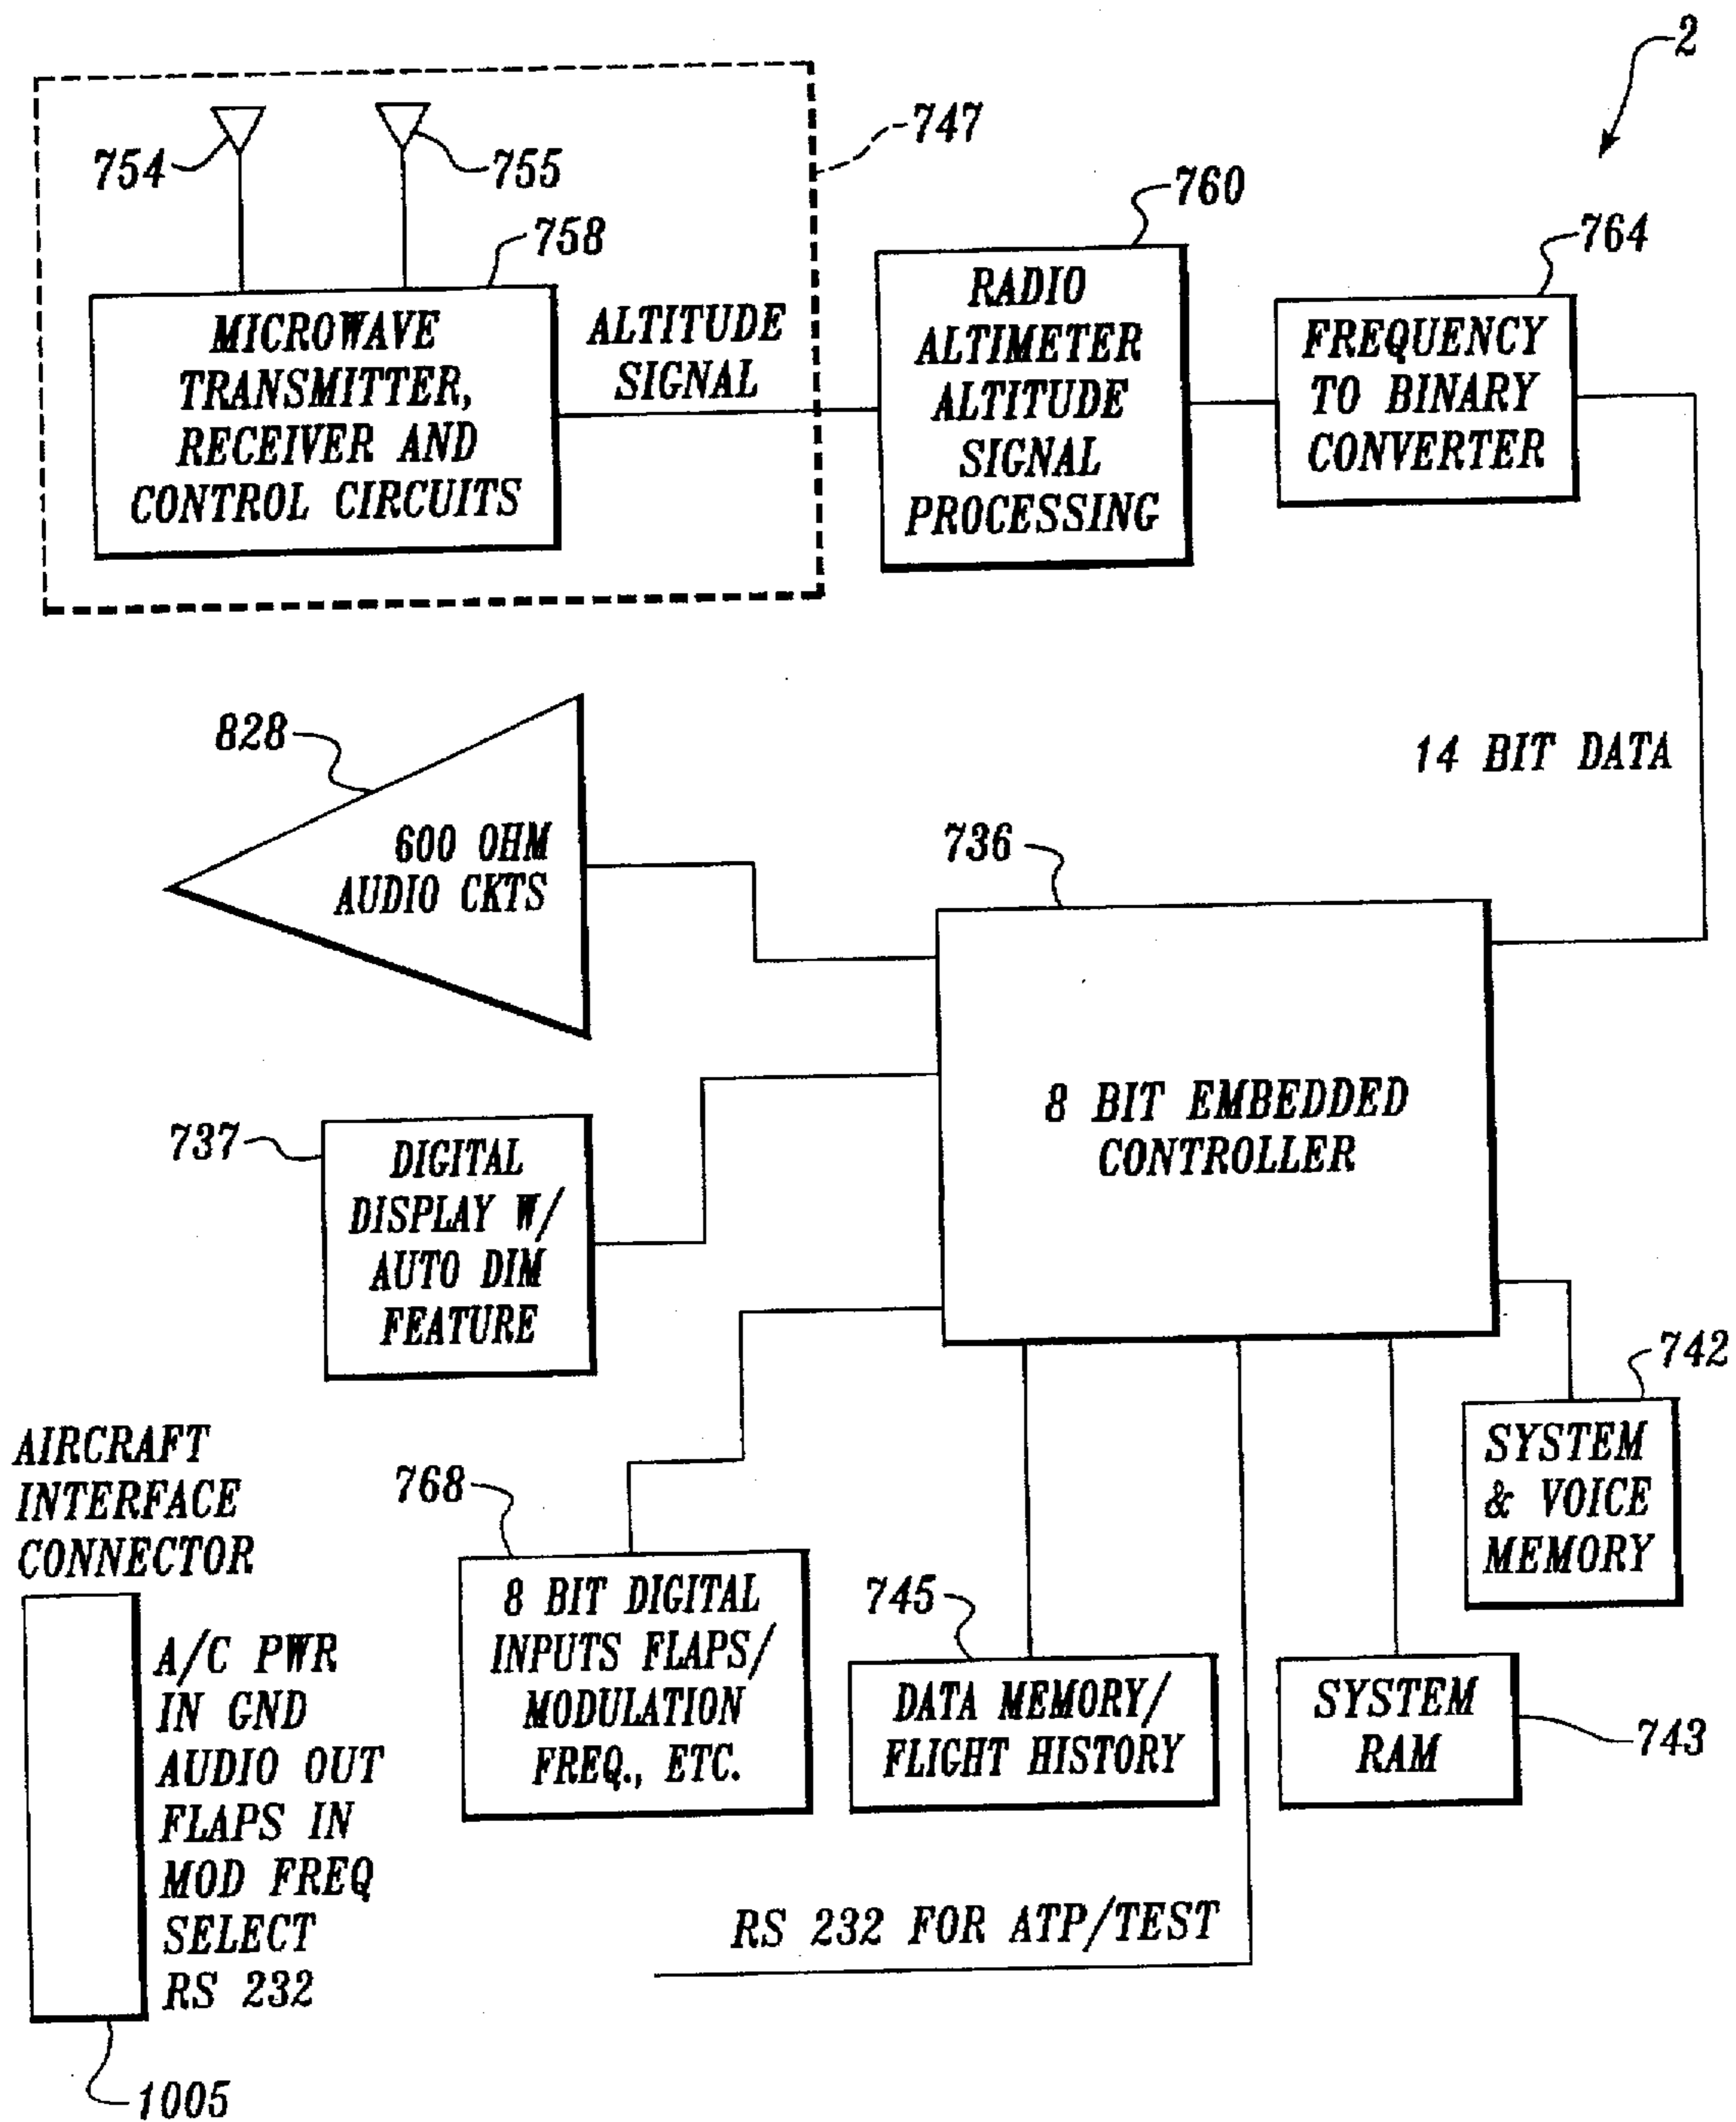 2
747
754
755
760
758
764
MICROWAVE
TRANSMITTER,
RECEIVER AND
CONTROL CIRCUITS
ALTITUDE
SIGNAL
RADIO
ALTIMETER
ALTITUDE
SIGNAL
PROCESSING
FREQUENCY
TO BINARY
CONVERTER
14 BIT DATA
828
600 OHM
AUDIO CKTS
736
8 BIT EMBEDDED
CONTROLLER
737
DIGITAL
DISPLAY W/
AUTO DIM
FEATURE
742
SYSTEM
& VOICE
MEMORY
AIRCRAFT
INTERFACE
CONNECTOR
A/C PWR
IN GND
AUDIO OUT
FLAPS IN
MOD FREQ
SELECT
RS 232
1005
768
8 BIT DIGITAL
INPUTS FLAPS/
MODULATION
FREQ., ETC.
745
DATA MEMORY/
FLIGHT HISTORY
SYSTEM
RAM
743
RS 232 FOR ATP/TEST